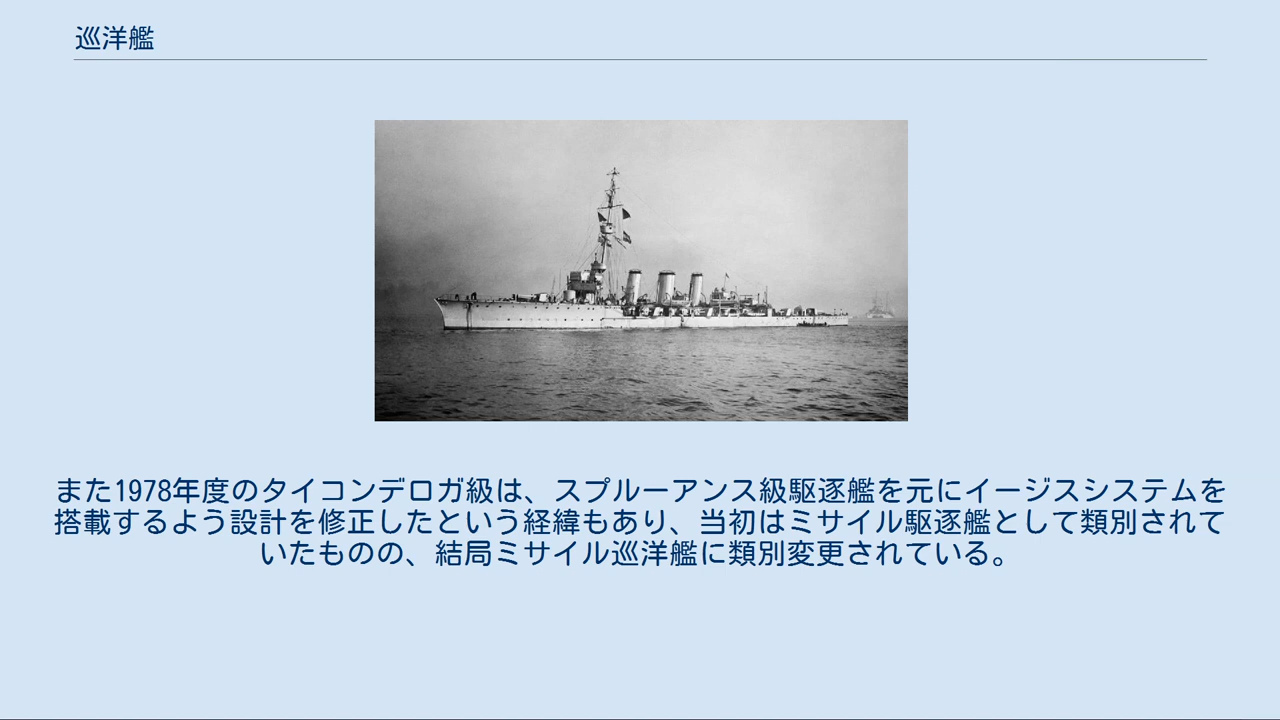 巡洋艦
また1978年度のタイコンデロガ級は、スプルーアンス級駆逐艦を元にイージスシステムを
搭載するよう設計を修正したという経緯もあり、当初はミサイル駆逐艦として類別されて
いたものの、結局ミサイル巡洋艦に類別変更されている。